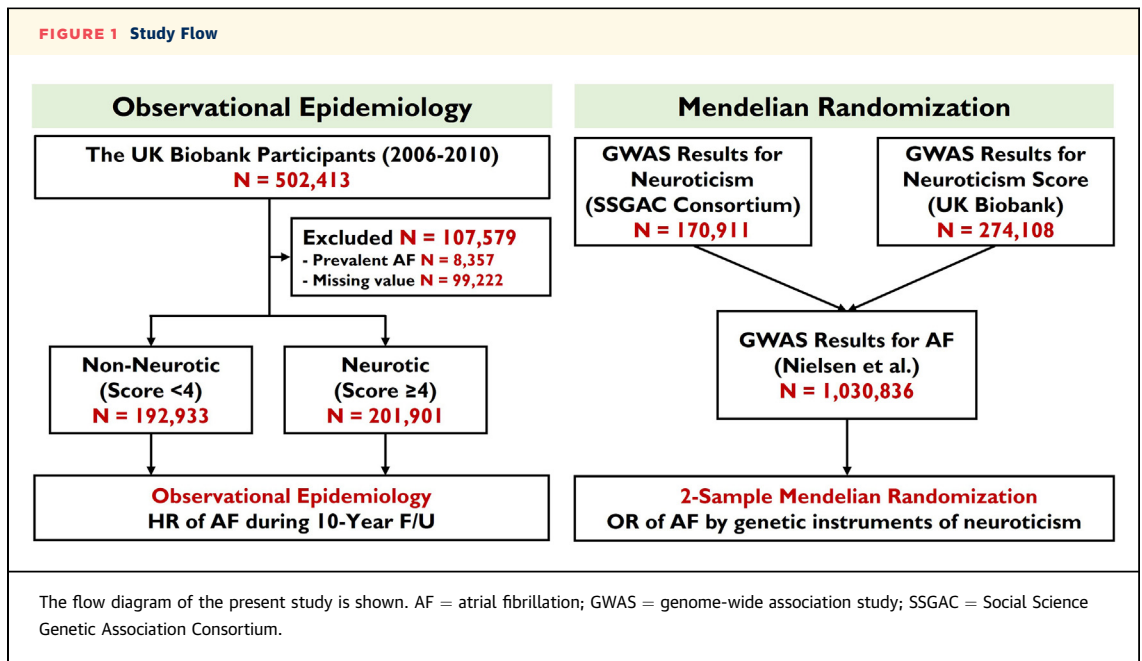 FIGURE 1 Study Flow
Observational Epidemiology
The UK Biobank Participants (2006-2010)
N = 502,413
Excluded N = 107,579
- Prevalent AF N = 8,357
- Missing value N = 99,222
Non-Neurotic
(Score <4)
N = 192,933
Neurotic
(Score ≥4)
N = 201,901
Observational Epidemiology
HR of AF during 10-Year F/U
Mendelian Randomization
GWAS Results for
Neuroticism
(SSGAC Consortium)
N = 170,911
GWAS Results for
Neuroticism Score
(UK Biobank)
N = 274,108
GWAS Results for AF
(Nielsen et al.)
N = 1,030,836
2-Sample Mendelian Randomization
OR of AF by genetic instruments of neuroticism
The flow diagram of the present study is shown. AF = atrial fibrillation; GWAS = genome-wide association study; SSGAC = Social Science
Genetic Association Consortium.